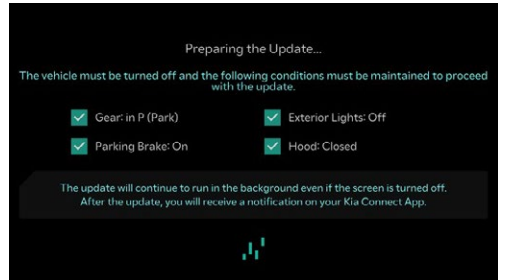 Preparing the Update...
The vehicle must be turned off and the following conditions must be maintained to proceed
with the update.
Gear: in P (Park)
Exterior Lights: Off
Parking Brake: On
Hood: Closed
The update will continue to run in the background even if the screen is turned off.
After the update, you will receive a notification on your Kia Connect App.